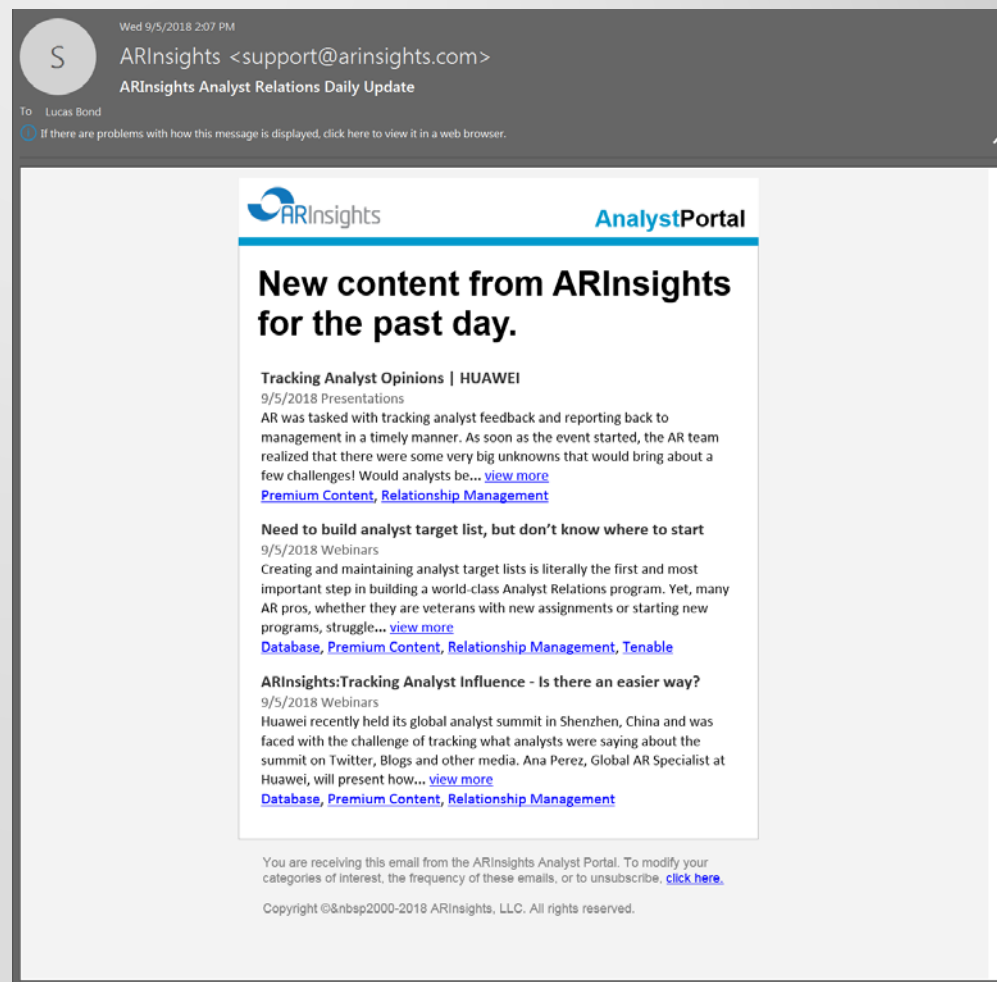 Wed 9/5/2018 2:07 PM
S
ARInsights <support@arinsights.com>
ARInsights Analyst Relations Daily Update
To Lucas Bond
If there are problems with how this message is displayed, click here to view it in a web browser.
ARInsights
AnalystPortal
New content from ARInsights
for the past day.
Tracking Analyst Opinions | HUAWEI
9/5/2018 Presentations
AR was tasked with tracking analyst feedback and reporting back to
management in a timely manner. As soon as the event started, the AR team
realized that there were some very big unknowns that would bring about a
few challenges! Would analysts be... view more
Premium Content, Relationship Management
Need to build analyst target list, but don’t know where to start
9/5/2018 Webinars
Creating and maintaining analyst target lists is literally the first and most
important step in building a world-class Analyst Relations program. Yet, many
AR pros, whether they are veterans with new assignments or starting new
programs, struggle... view more
Database, Premium Content, Relationship Management, Tenable
ARInsights:Tracking Analyst Influence - Is there an easier way?
9/5/2018 Webinars
Huawei recently held its global analyst summit in Shenzhen, China and was
faced with the challenge of tracking what analysts were saying about the
summit on Twitter, Blogs and other media. Ana Perez, Global AR Specialist at
Huawei, will present how... view more
Database, Premium Content, Relationship Management
You are receiving this email from the ARInsights Analyst Portal. To modify your
categories of interest, the frequency of these emails, or to unsubscribe, click here.
Copyright ©&nbsp2000-2018 ARInsights, LLC. All rights reserved.